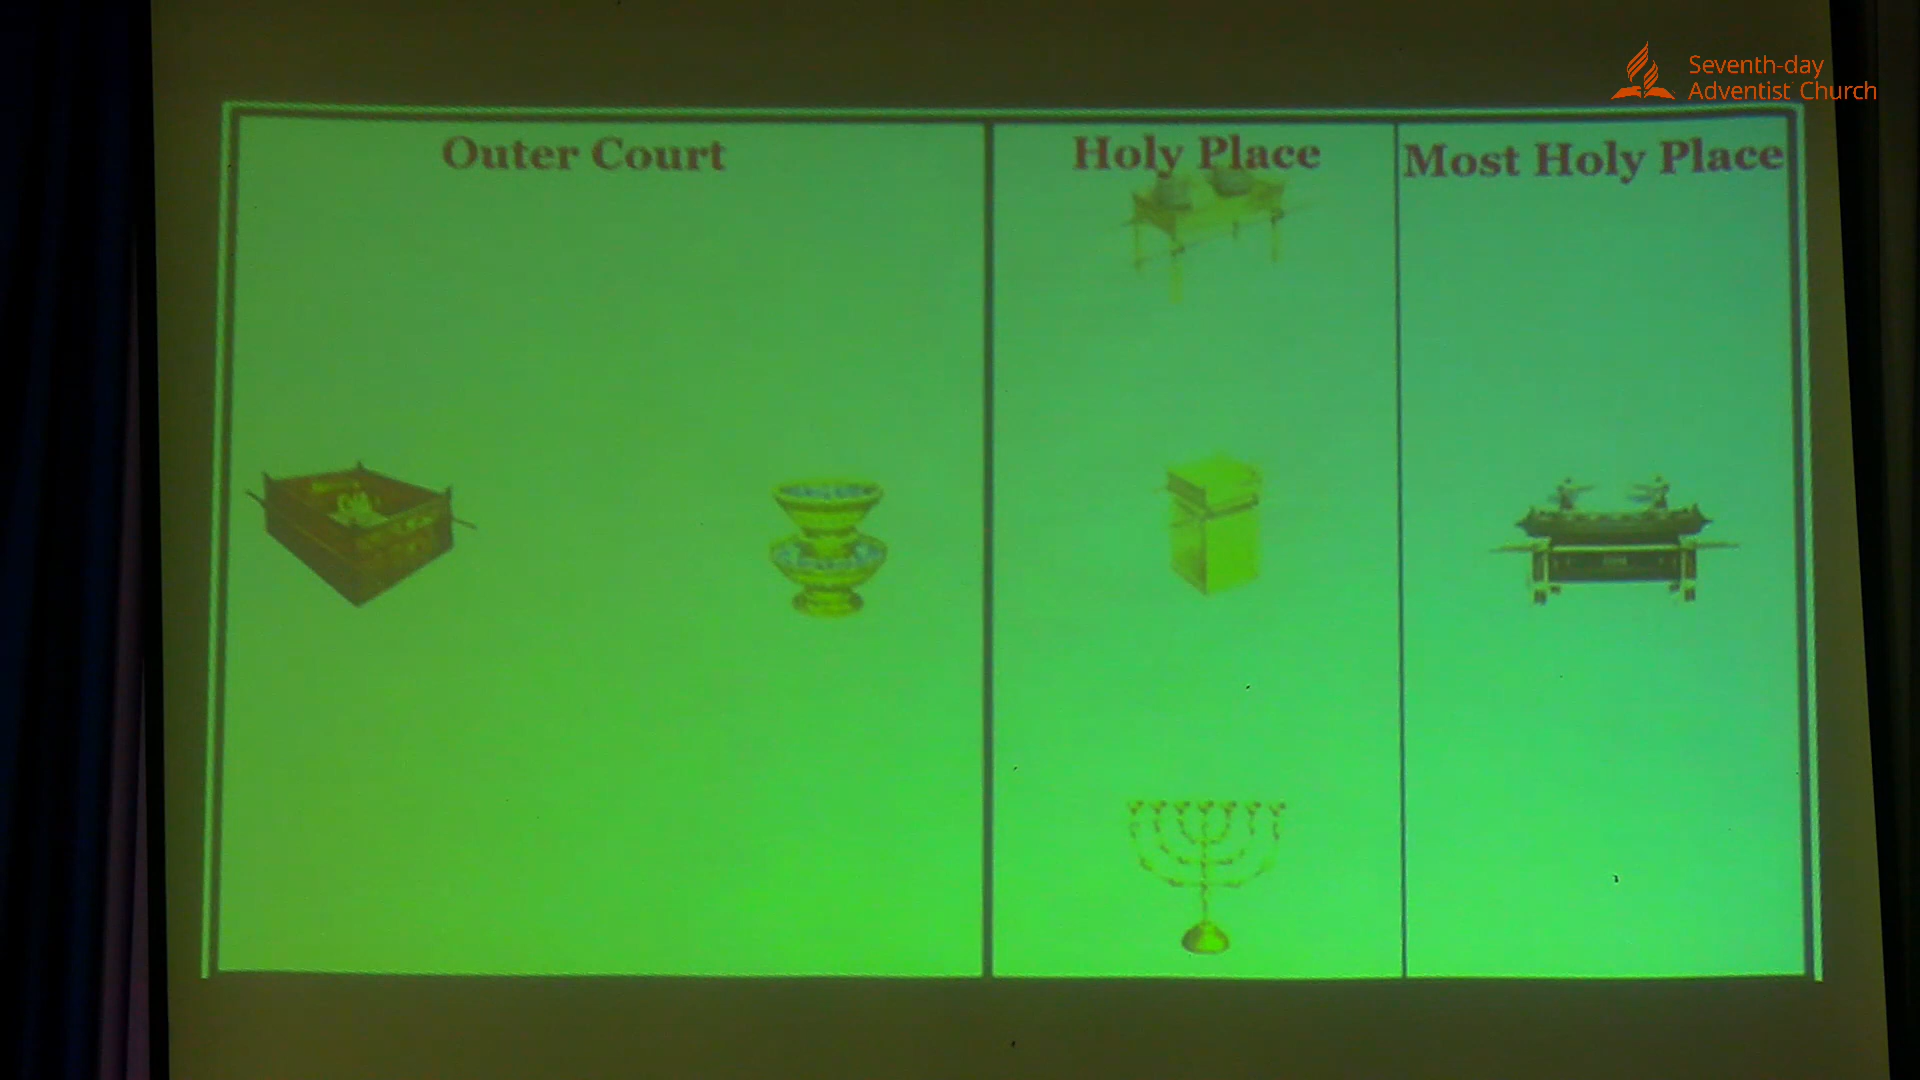 Seventh-day
Adventist Church
Outer Court
Holy Place
Most Holy Place